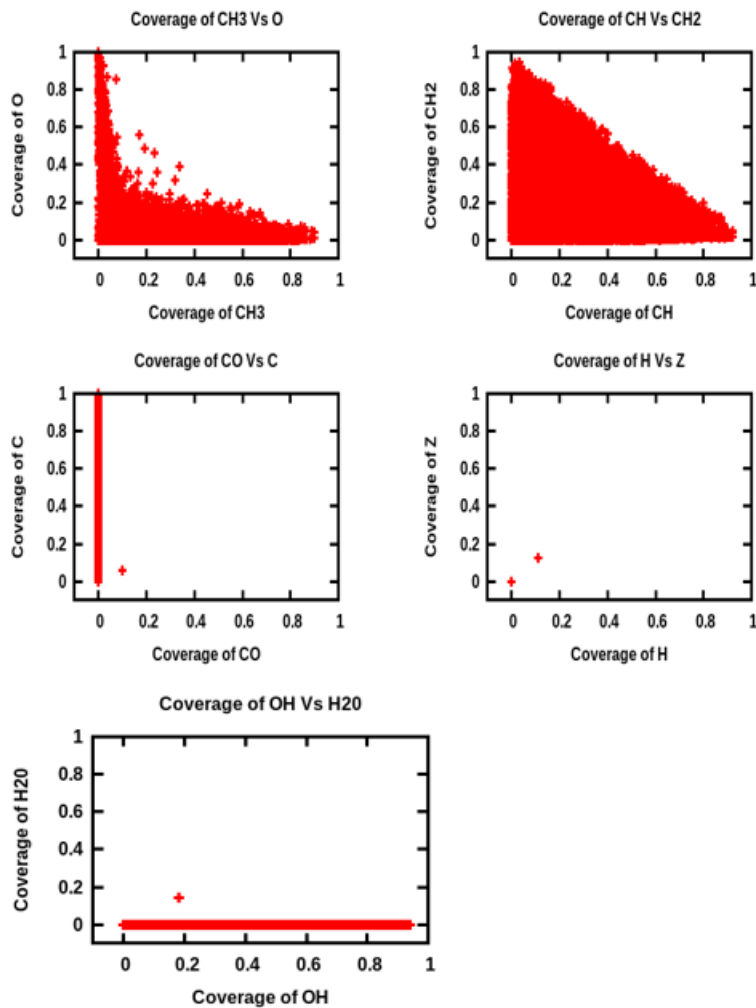 Coverage of CH3 Vs O
Coverage of O
1
0.8
0.6
0.4
0.2
0
0 0.2 0.4 0.6 0.8 1
Coverage of CH3
Coverage of CH Vs CH2
Coverage of CH2
1
0.8
0.6
0.4
0.2
0
0 0.2 0.4 0.6 0.8 1
Coverage of CH
Coverage of CO Vs C
Coverage of C
1
0.8
0.6
0.4
0.2
0
0 0.2 0.4 0.6 0.8 1
Coverage of CO
Coverage of H Vs Z
Coverage of Z
1
0.8
0.6
0.4
0.2
0
0 0.2 0.4 0.6 0.8 1
Coverage of H
Coverage of OH Vs H20
Coverage of H20
1
0.8
0.6
0.4
0.2
0
0 0.2 0.4 0.6 0.8 1
Coverage of OH